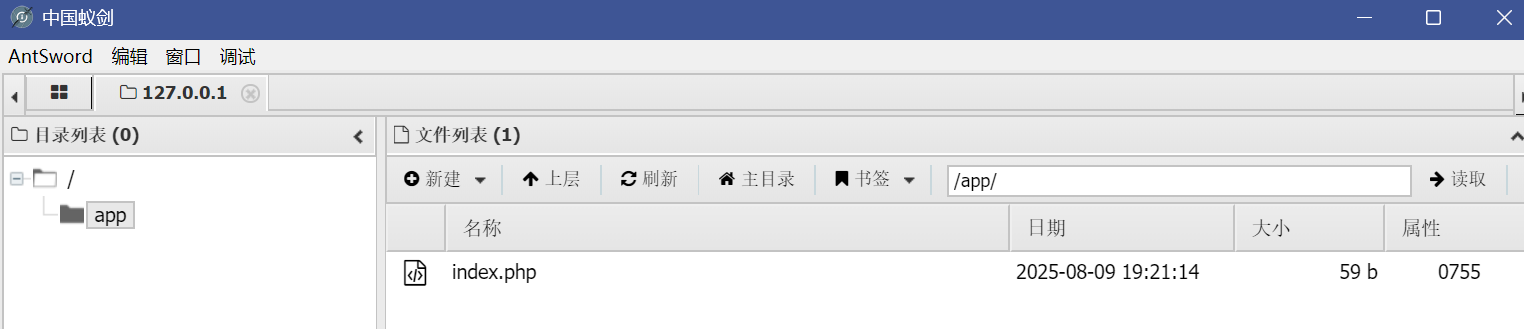 中国蚁剑
AntSword 编辑 窗口 调试
127.0.0.1
目录列表 (0)
文件列表 (1)
新建 上层 刷新 主目录 书签 /app/ 读取
/
app
名称 日期 大小 属性
index.php 2025-08-09 19:21:14 59 b 0755